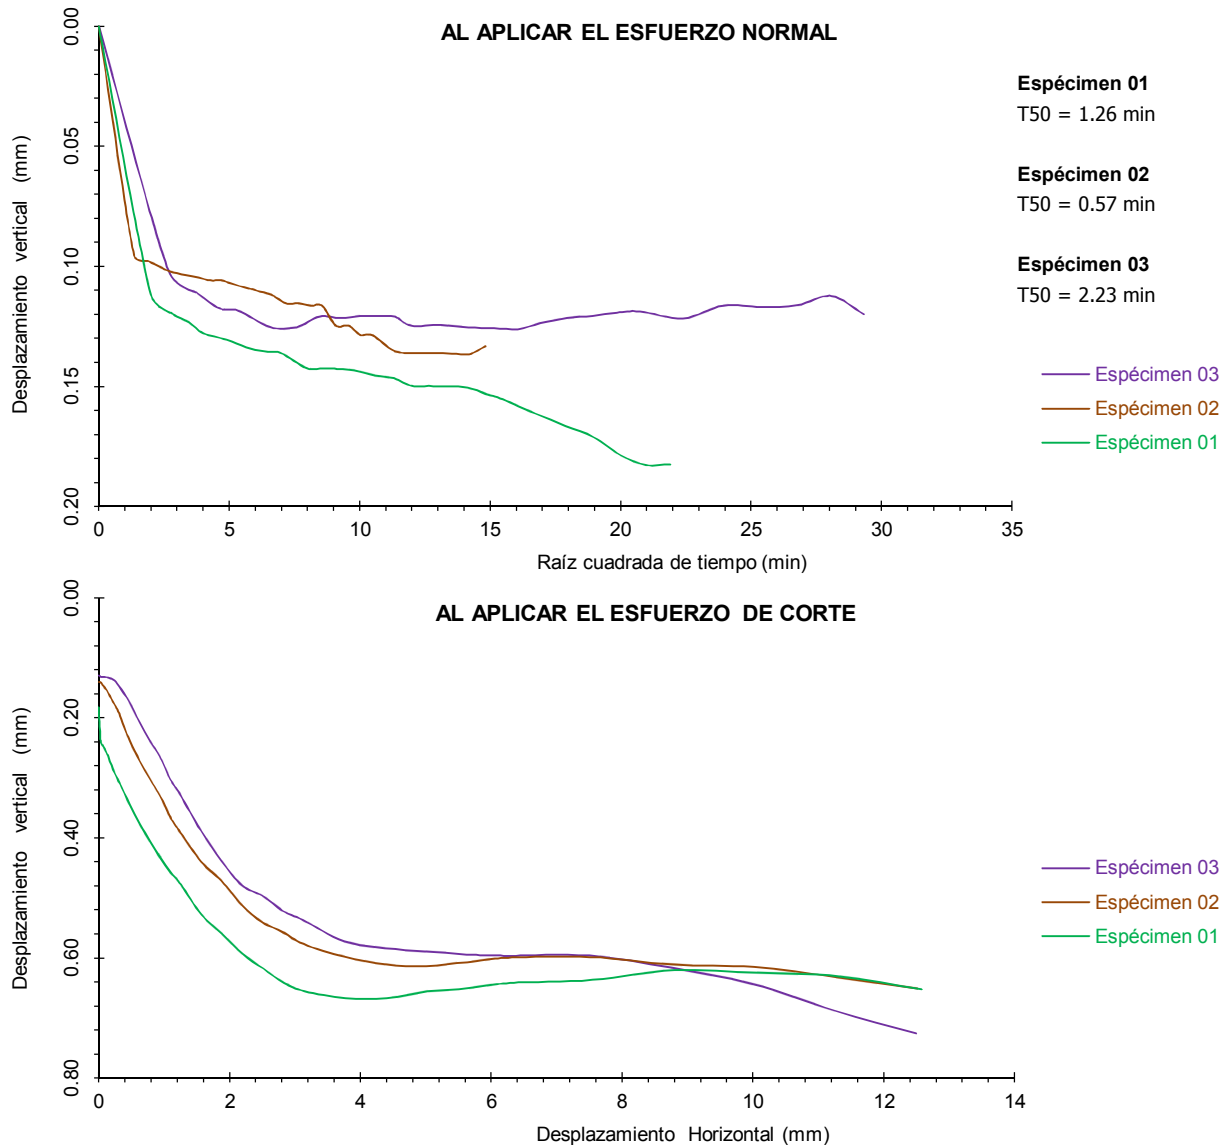 AL APLICAR EL ESFUERZO NORMAL
Desplazamiento vertical (mm)
0.00
0.05
0.10
0.15
0.20
0 5 10 15 20 25 30 35
Raíz cuadrada de tiempo (min)
Espécimen 01
T50 = 1.26 min
Espécimen 02
T50 = 0.57 min
Espécimen 03
T50 = 2.23 min
Espécimen 03
Espécimen 02
Espécimen 01
AL APLICAR EL ESFUERZO DE CORTE
Desplazamiento vertical (mm)
0.00
0.20
0.40
0.60
0.80
0 2 4 6 8 10 12 14
Desplazamiento Horizontal (mm)
Espécimen 03
Espécimen 02
Espécimen 01